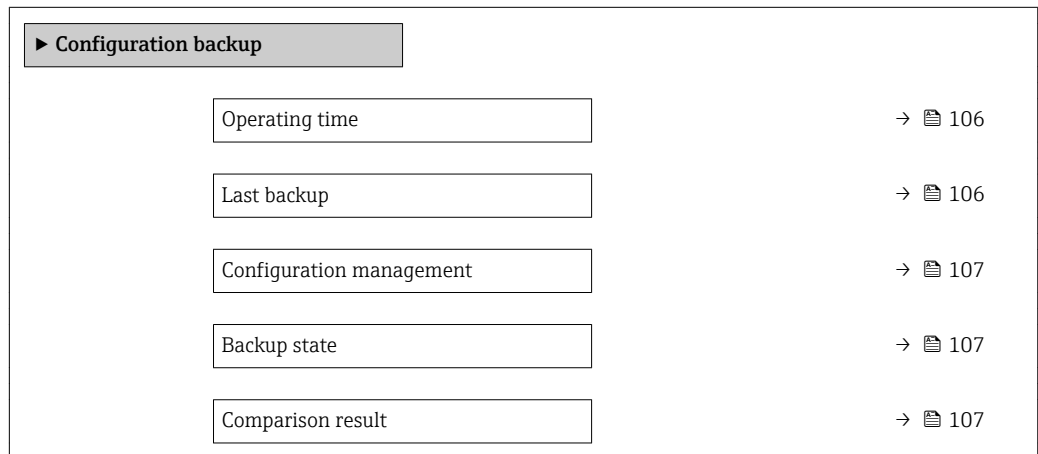 ► Configuration backup
Operating time → 106
Last backup → 106
Configuration management → 107
Backup state → 107
Comparison result → 107